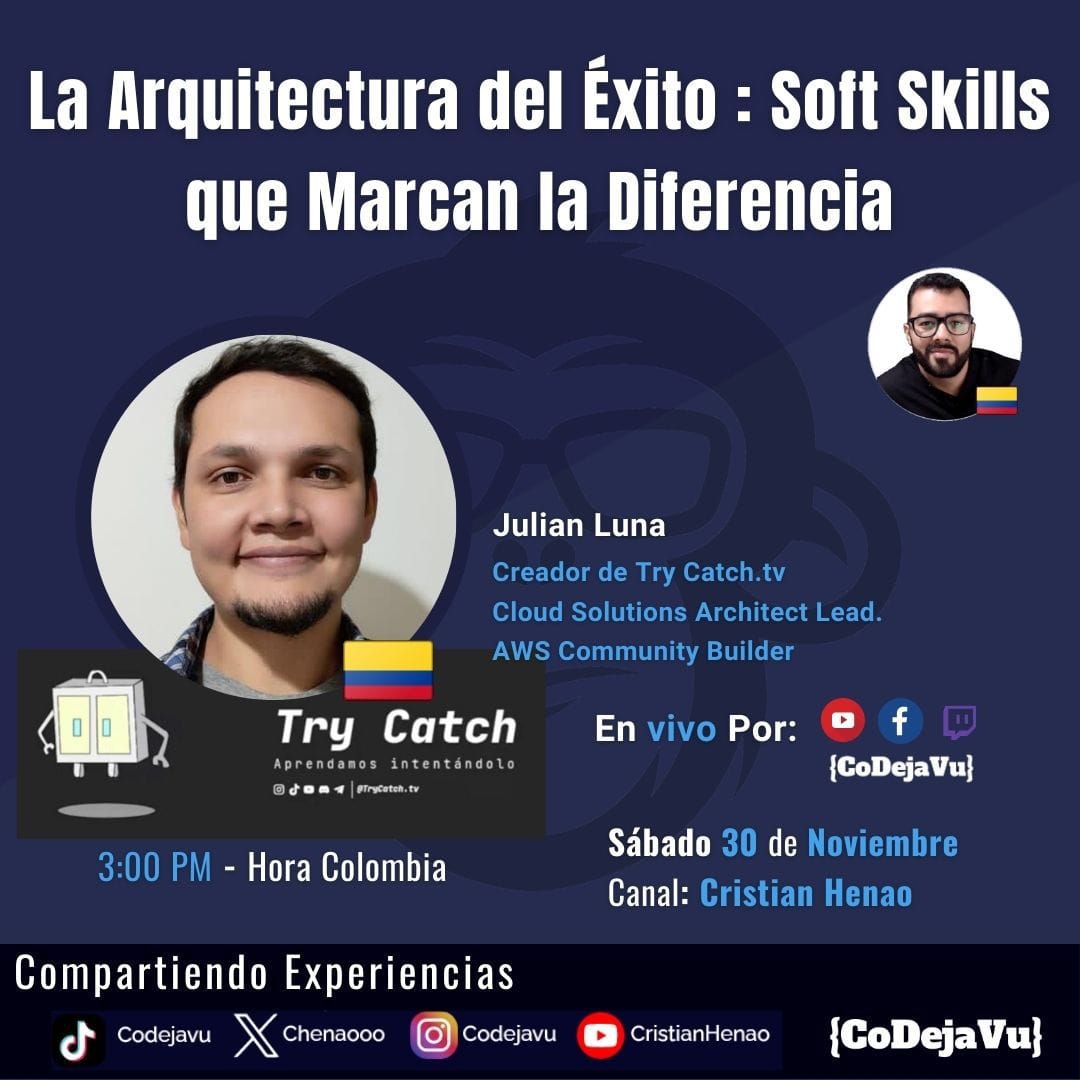 La Arquitectura del Éxito : Soft Skills
que Marcan la Diferencia
Julian Luna
Creador de Try Catch.tv
Cloud Solutions Architect Lead.
AWS Community Builder
Try Catch
Aprendamos intentándolo
@TryCatch.tv
En vivo Por:
{CoDejaVu}
3:00 PM - Hora Colombia
Sábado 30 de Noviembre
Canal: Cristian Henao
Compartiendo Experiencias
Codejavu Chenaooo Codejavu CristianHenao
{CoDejaVu}